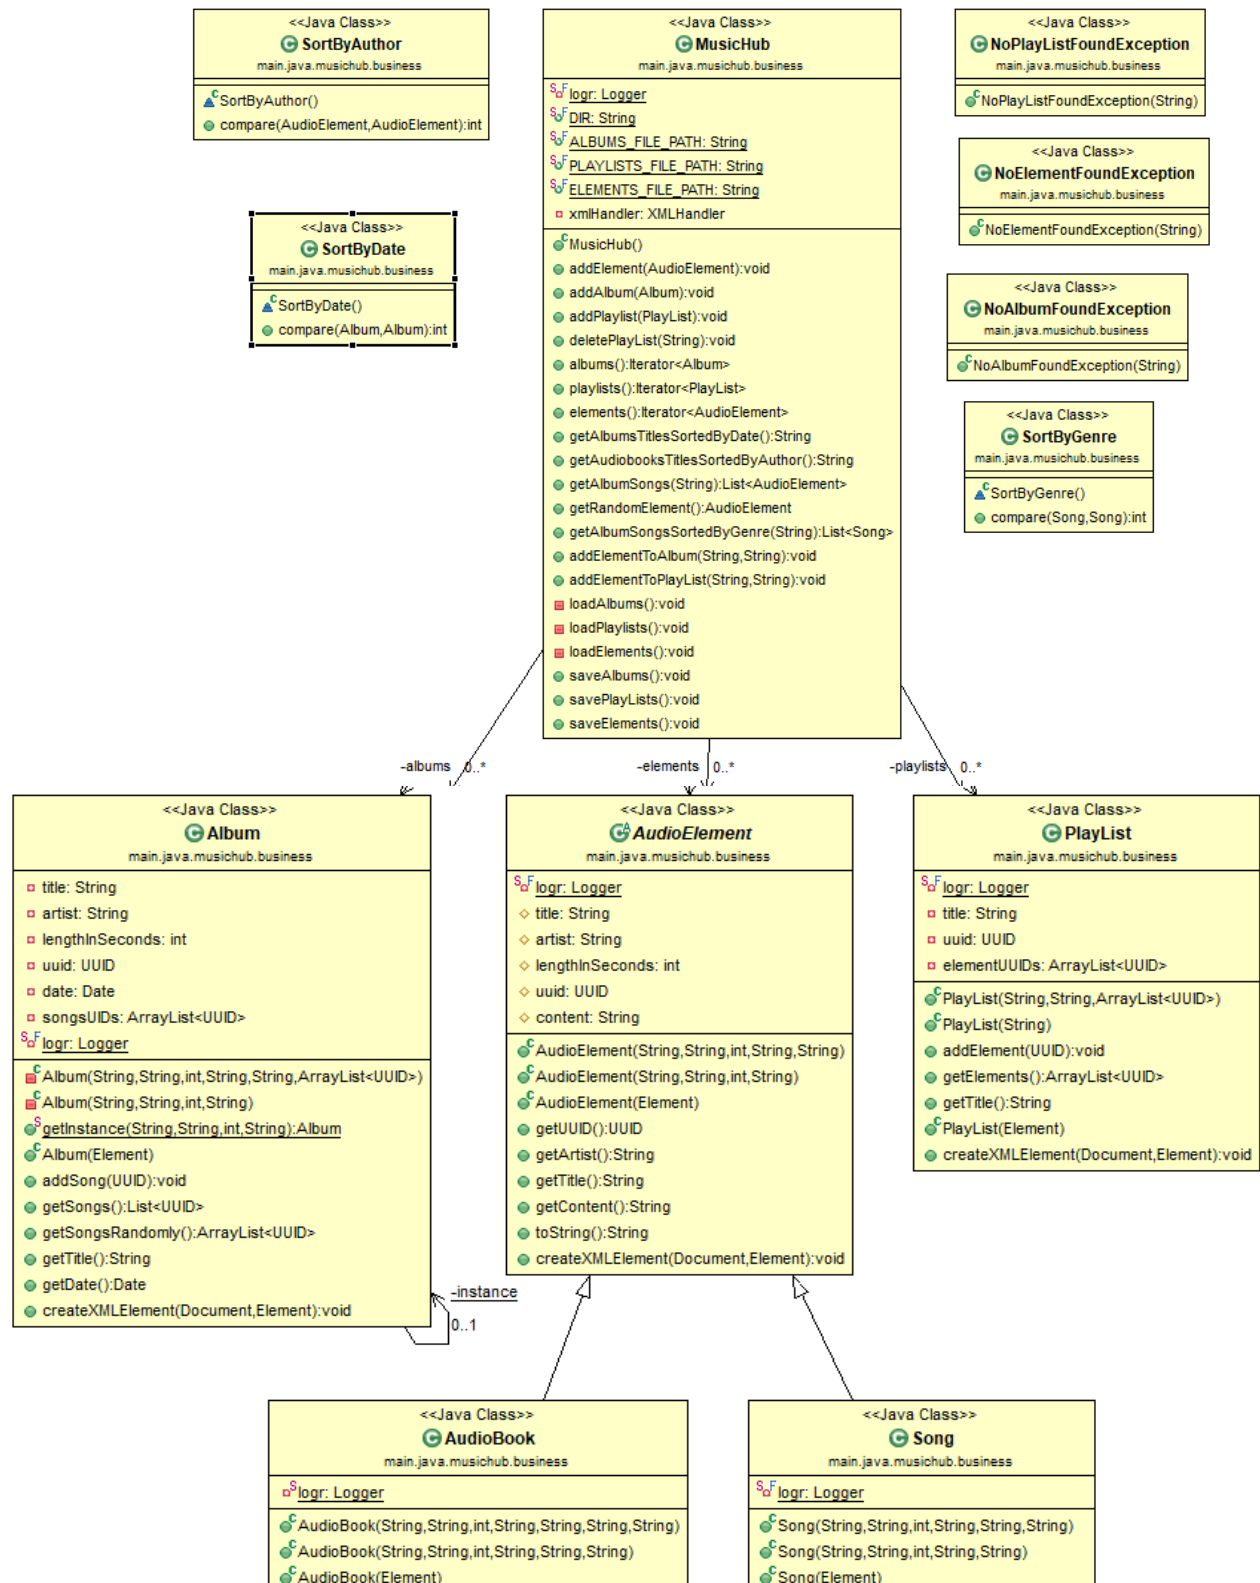 <<Java Class>>
SortByAuthor
main.java.musichub.business
SortByAuthor()
compare(AudioElement,AudioElement):int
<<Java Class>>
SortByDate
main.java.musichub.business
SortByDate()
compare(Album,Album):int
<<Java Class>>
MusicHub
main.java.musichub.business
logr: Logger
DIR: String
ALBUMS_FILE_PATH: String
PLAYLISTS_FILE_PATH: String
ELEMENTS_FILE_PATH: String
xmlHandler: XMLHandler
MusicHub()
addElement(AudioElement):void
addAlbum(Album):void
addPlaylist(PlayList):void
deletePlayList(String):void
albums():Iterator<Album>
playlists():Iterator<PlayList>
elements():Iterator<AudioElement>
getAlbumsTitlesSortedByDate():String
getAudiobooksTitlesSortedByAuthor():String
getAlbumSongs(String):List<AudioElement>
getRandomElement():AudioElement
getAlbumSongsSortedByGenre(String):List<Song>
addElementToAlbum(String,String):void
addElementToPlayList(String,String):void
loadAlbums():void
loadPlaylists():void
loadElements():void
saveAlbums():void
savePlayLists():void
saveElements():void
<<Java Class>>
NoPlayListFoundException
main.java.musichub.business
NoPlayListFoundException(String)
<<Java Class>>
NoElementFoundException
main.java.musichub.business
NoElementFoundException(String)
<<Java Class>>
NoAlbumFoundException
main.java.musichub.business
NoAlbumFoundException(String)
<<Java Class>>
SortByGenre
main.java.musichub.business
SortByGenre()
compare(Song,Song):int
-albums 0..*
-elements 0..*
-playlists 0..*
<<Java Class>>
Album
main.java.musichub.business
title: String
artist: String
lengthInSeconds: int
uuid: UUID
date: Date
songsUIDs: ArrayList<UUID>
logr: Logger
Album(String,String,int,String,String,ArrayList<UUID>)
Album(String,String,int,String)
getInstance(String,String,int,String):Album
Album(Element)
addSong(UUID):void
getSongs():List<UUID>
getSongsRandomly():ArrayList<UUID>
getTitle():String
getDate():Date
createXMLElement(Document,Element):void
-instance
0..1
<<Java Class>>
AudioElement
main.java.musichub.business
logr: Logger
title: String
artist: String
lengthInSeconds: int
uuid: UUID
content: String
AudioElement(String,String,int,String,String)
AudioElement(String,String,int,String)
AudioElement(Element)
getUUID():UUID
getArtist():String
getTitle():String
getContent():String
toString():String
createXMLElement(Document,Element):void
<<Java Class>>
PlayList
main.java.musichub.business
logr: Logger
title: String
uuid: UUID
elementUUIDs: ArrayList<UUID>
PlayList(String,String,ArrayList<UUID>)
PlayList(String)
addElement(UUID):void
getElements():ArrayList<UUID>
getTitle():String
PlayList(Element)
createXMLElement(Document,Element):void
<<Java Class>>
AudioBook
main.java.musichub.business
logr: Logger
AudioBook(String,String,int,String,String,String,String)
AudioBook(String,String,int,String,String,String)
AudioBook(Element)
<<Java Class>>
Song
main.java.musichub.business
logr: Logger
Song(String,String,int,String,String,String)
Song(String,String,int,String,String)
Song(Element)